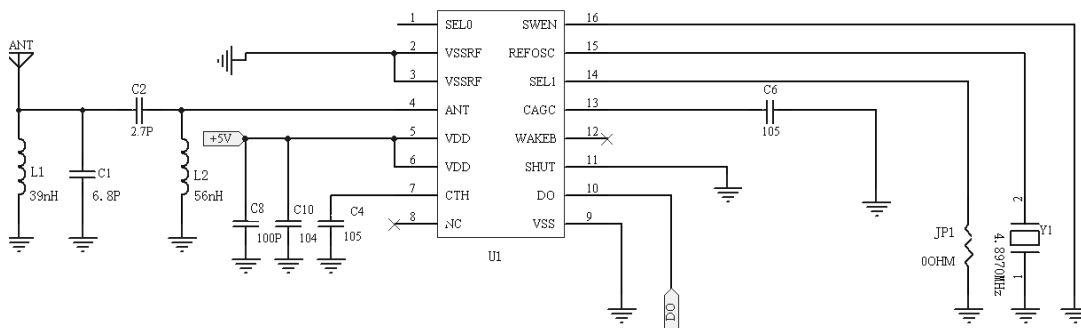 ANT
L1
39nH
C1
6.8P
C2
2.7P
L2
56nH
+5V
C8
100P
C10
104
C4
105
1 SEL0 SWEN 16
2 VSSRF REFOSC 15
3 VSSRF SEL1 14
4 ANT CAGC 13
5 VDD WAKEB 12
6 VDD SHUT 11
7 CTH DO 10
8 NC VSS 9
U1
C6
105
DO
JP1
0OHM
2
Y1
4.8970MHz
1